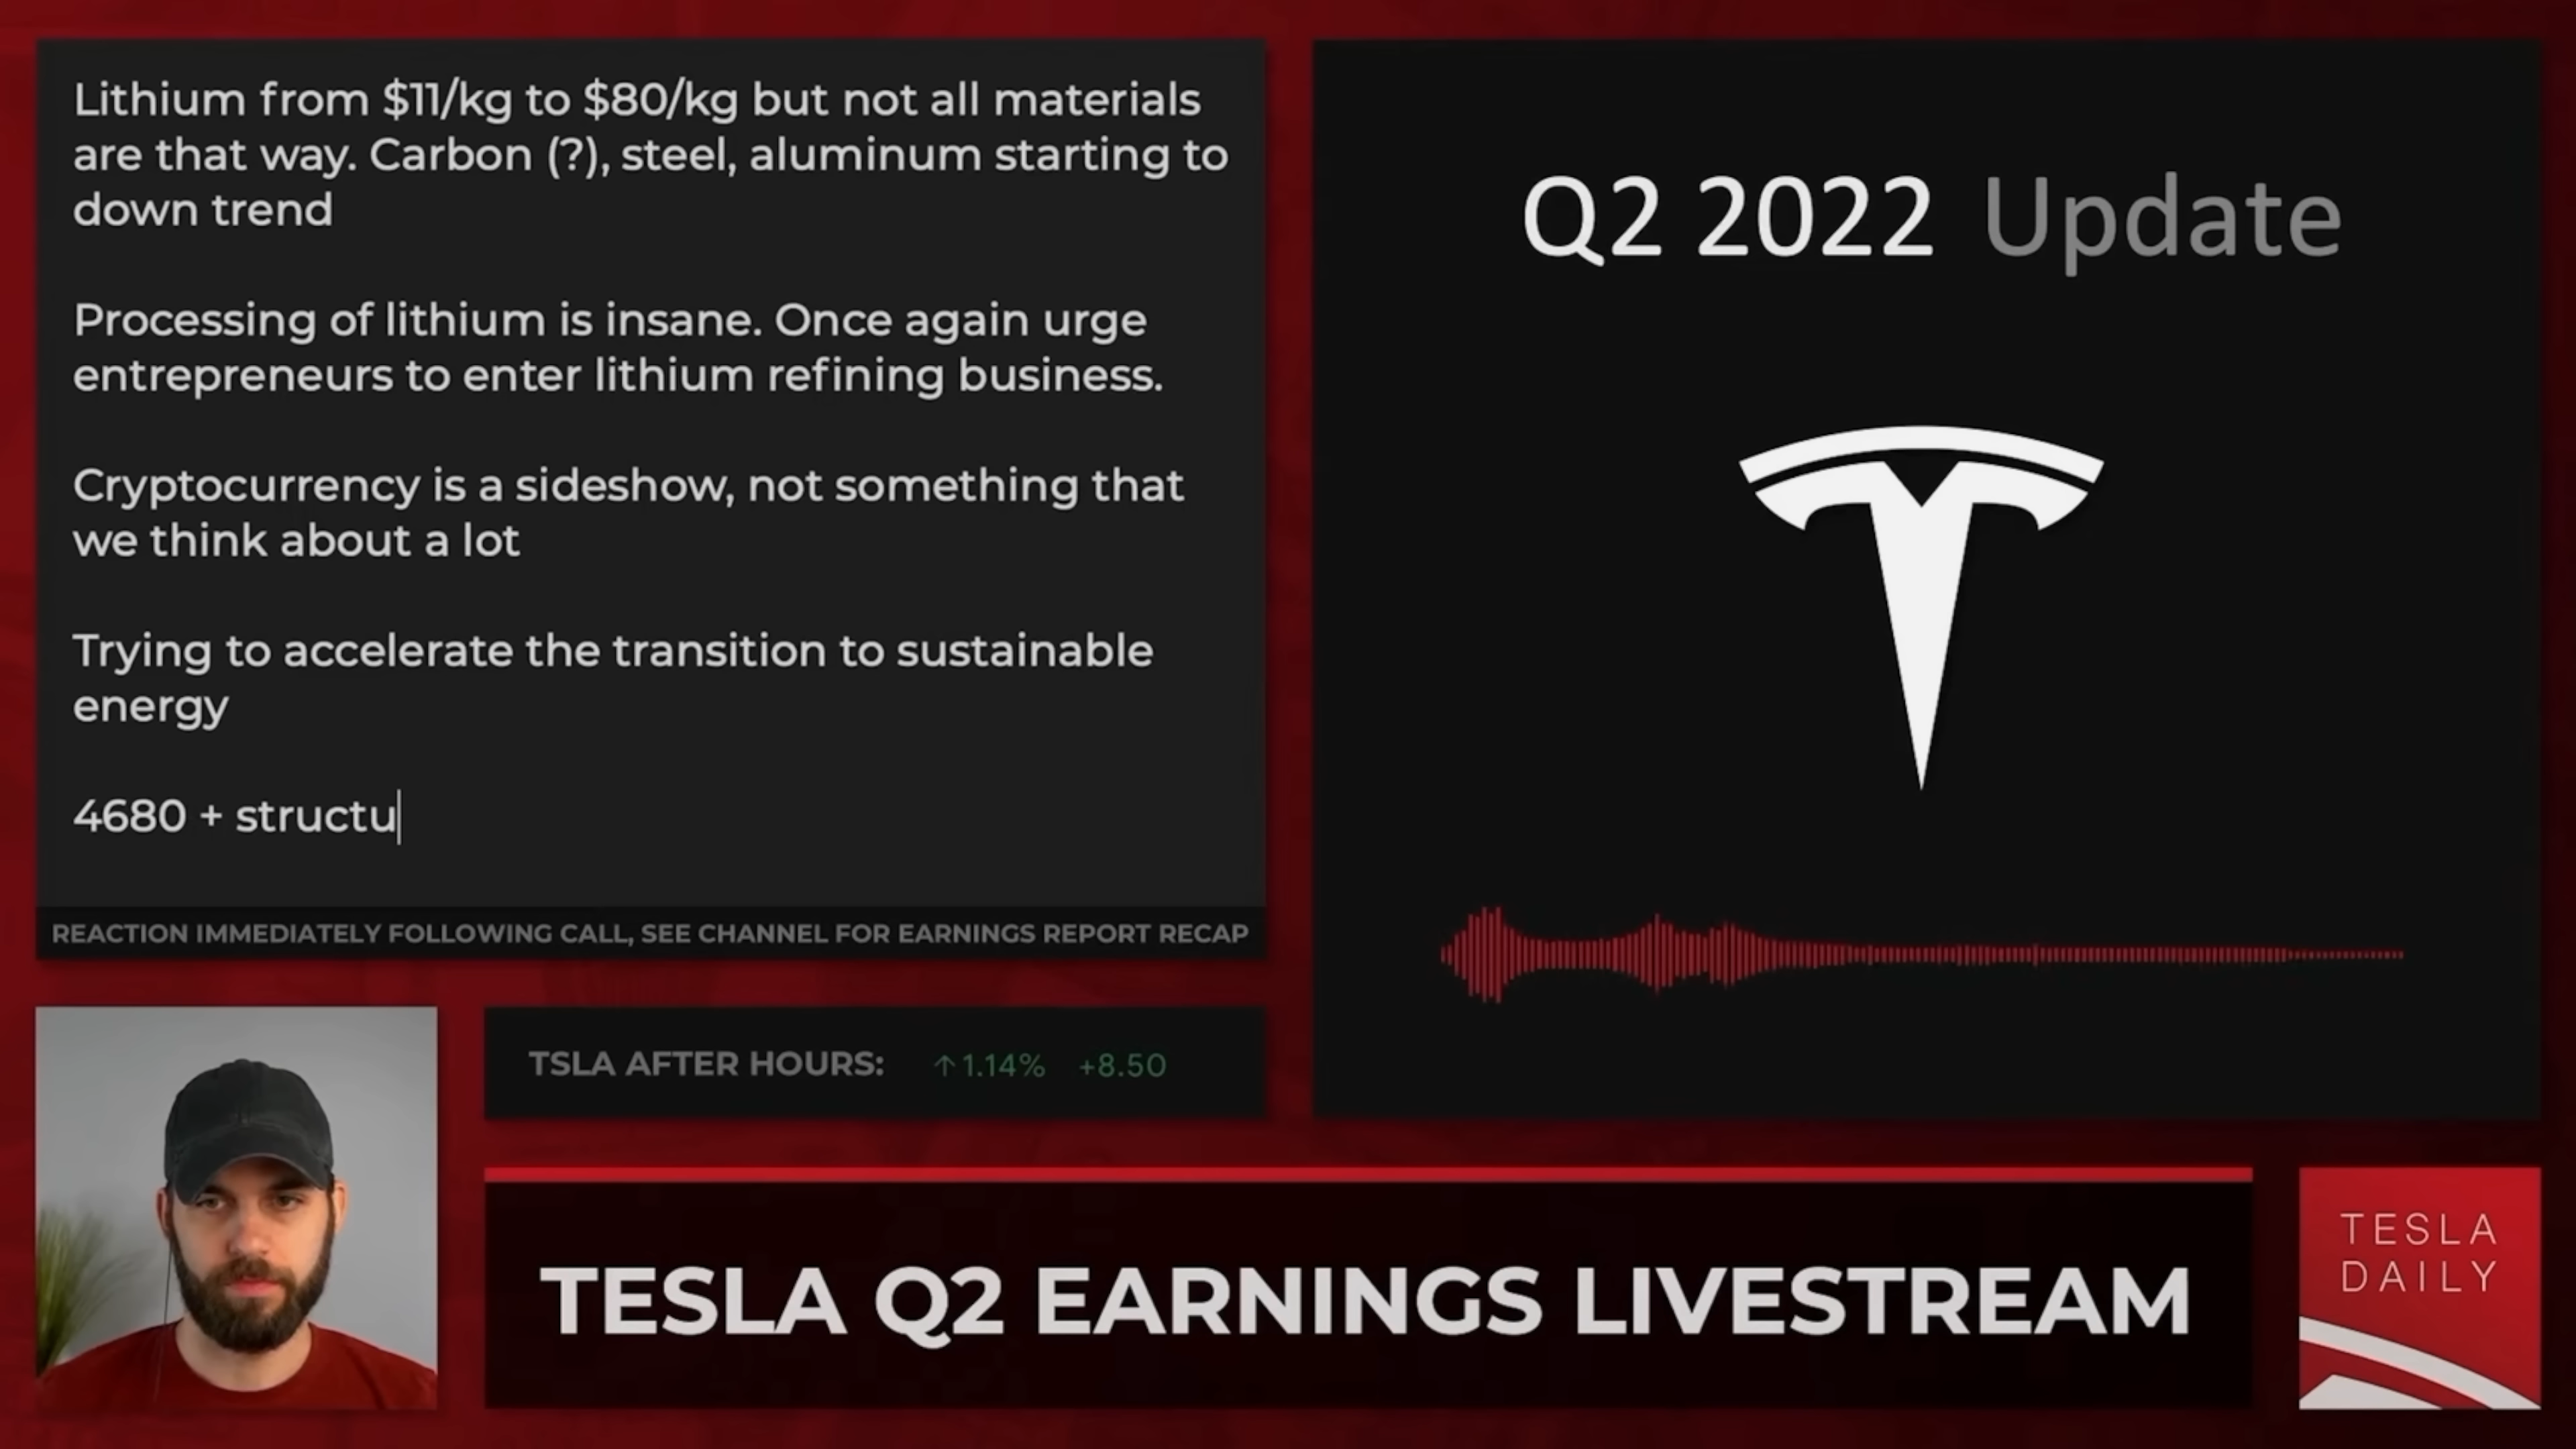 Lithium from $11/kg to $80/kg but not all materials
are that way. Carbon (?), steel, aluminum starting to
down trend
Processing of lithium is insane. Once again urge
entrepreneurs to enter lithium refining business.
Cryptocurrency is a sideshow, not something that
we think about a lot
Trying to accelerate the transition to sustainable
energy
4680 + structu
REACTION IMMEDIATELY FOLLOWING CALL, SEE CHANNEL FOR EARNINGS REPORT RECAP
Q2 2022 Update
TSLA AFTER HOURS: ↑1.14% +8.50
TESLA Q2 EARNINGS LIVESTREAM
TESLA
DAILY